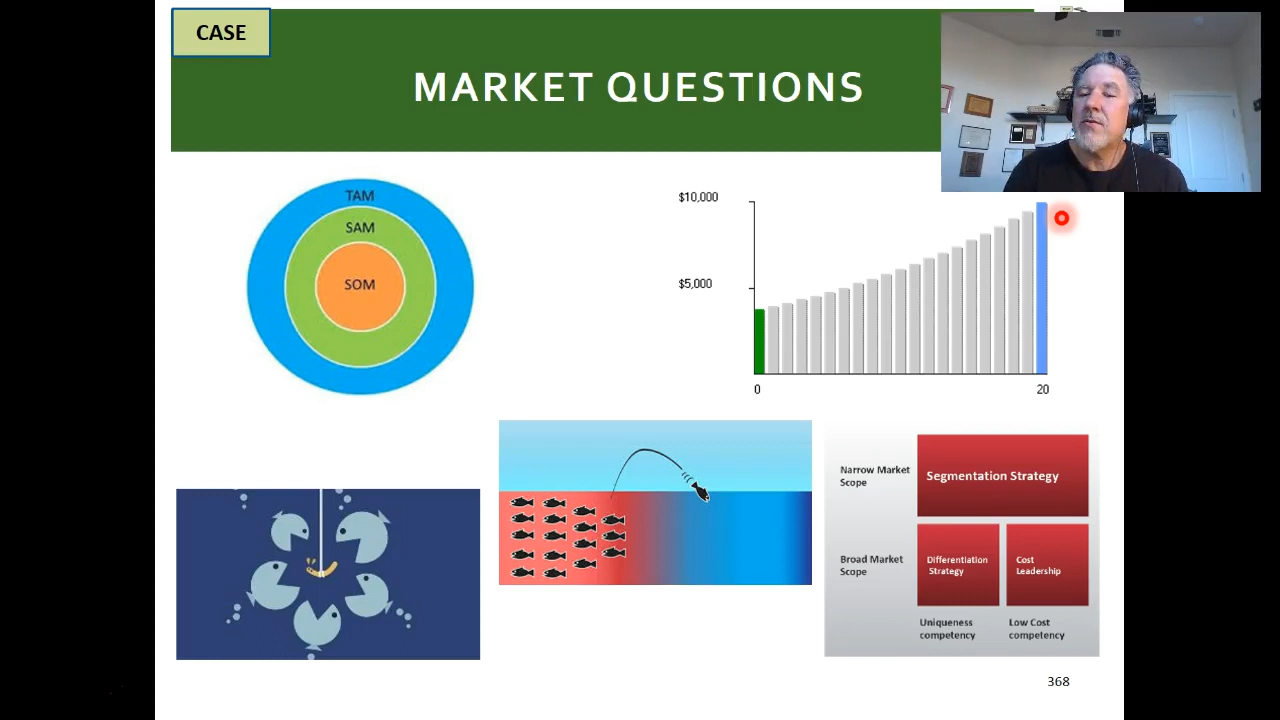 CASE
MARKET QUESTIONS
TAM
SAM
SOM
$10,000
$5,000
0
20
Narrow Market
Scope
Segmentation Strategy
Broad Market
Scope
Differentiation
Strategy
Cost
Leadership
Uniqueness
competency
Low Cost
competency
368